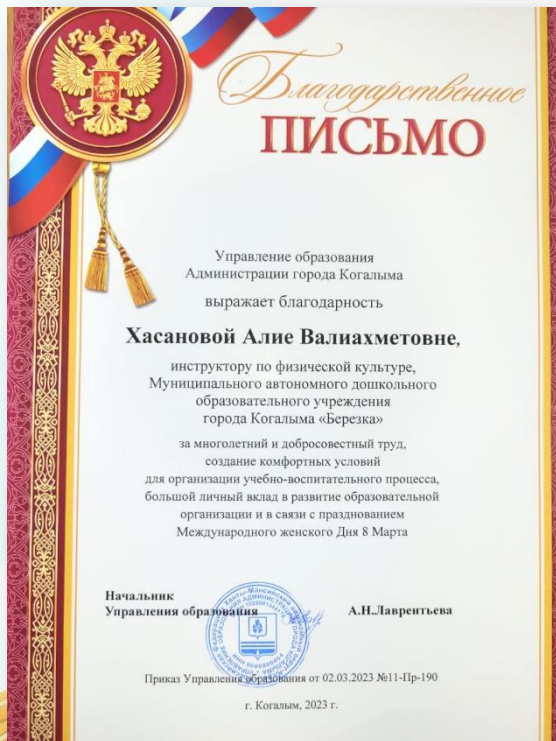 Благодарственное
ПИСЬМО
Управление образования
Администрации города Когалыма
выражает благодарность
Хасановой Алие Валиахметовне,
инструктору по физической культуре,
Муниципального автономного дошкольного
образовательного учреждения
города Когалыма «Березка»
за многолетний и добросовестный труд,
создание комфортных условий
для организации учебно-воспитательного процесса,
большой личный вклад в развитие образовательной
организации и в связи с празднованием
Международного женского Дня 8 Марта
Начальник
Управления образования А.Н.Лаврентьева
Приказ Управления образования от 02.03.2023 №11-Пр-190
г. Когалым, 2023 г.